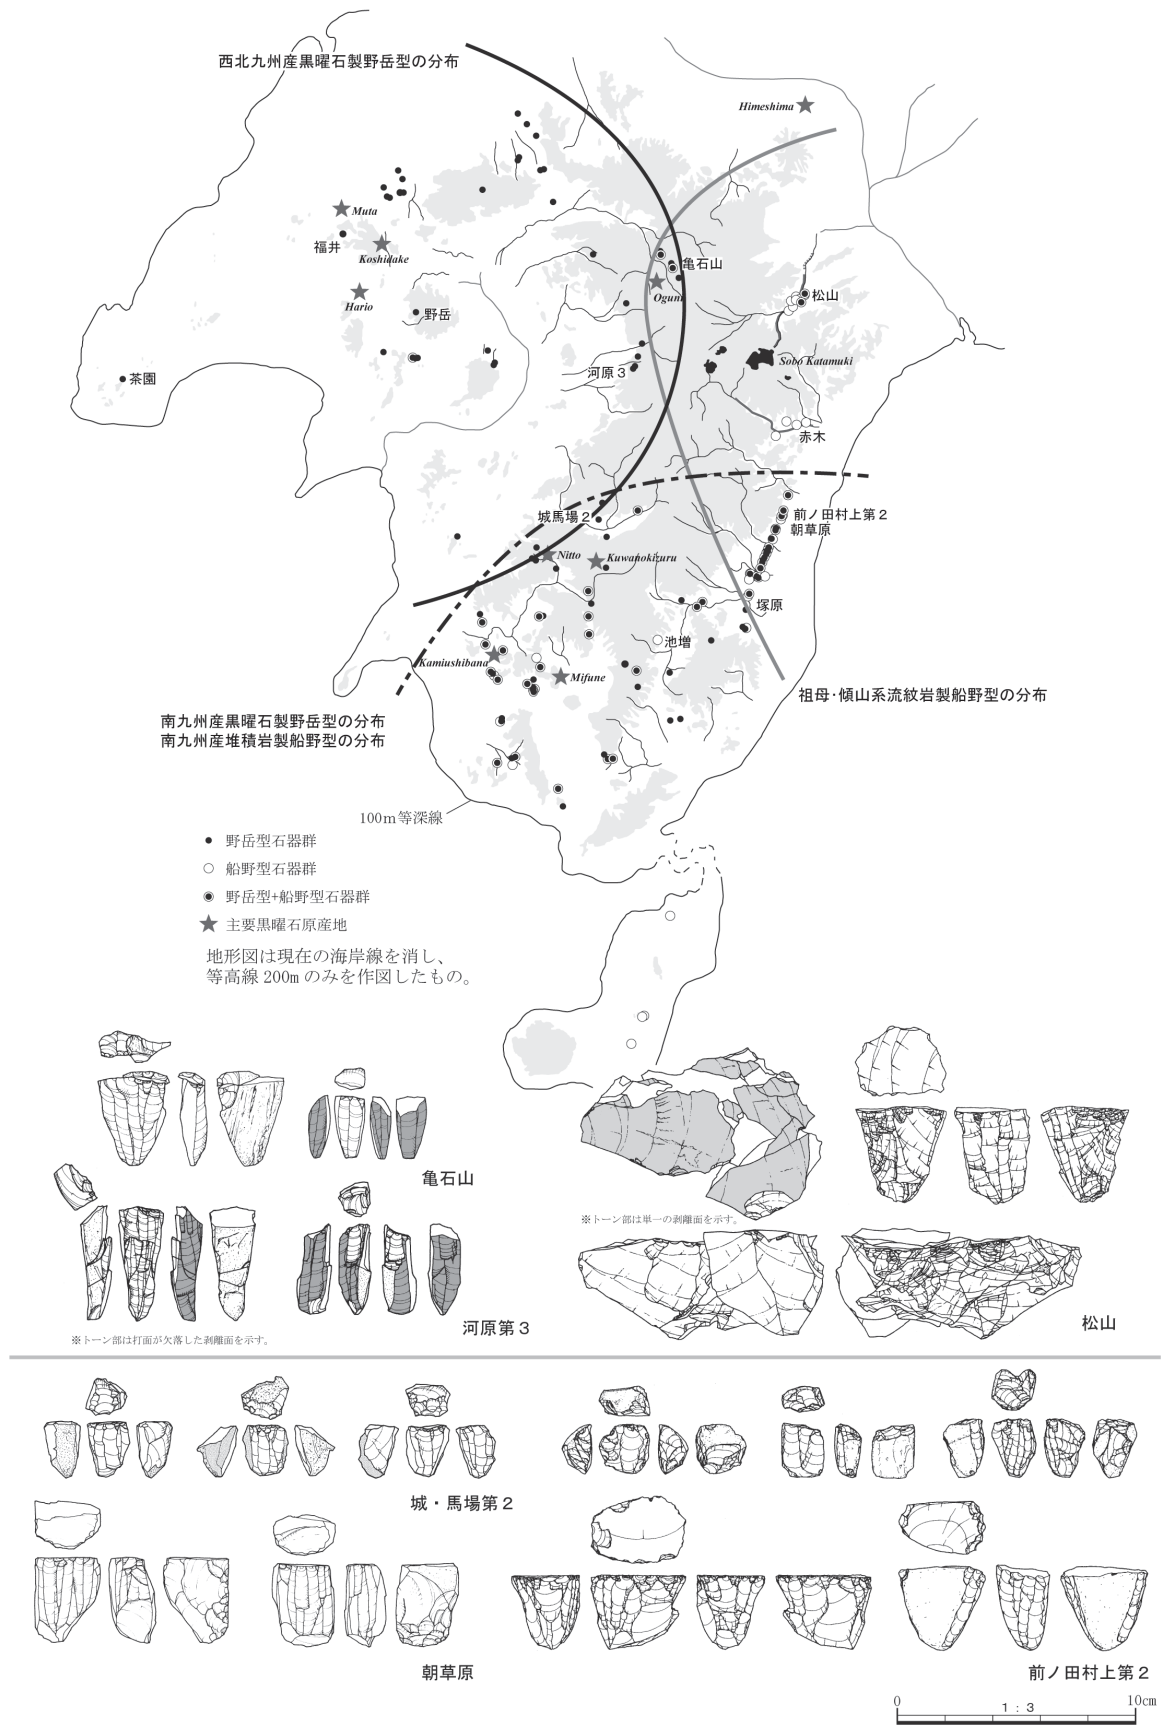 西北九州産黒曜石製野岳型の分布
Himeshima
Muta
福井
Koshidake
亀石山
Oguni
Hario
松山
野岳
Sobo Katamuki
河原３
茶園
赤木
城馬場２
前ノ田村上第２
朝草原
Nitto
Kuwanokizuru
塚原
池増
Kamiushibana
Mifune
祖母･傾山系流紋岩製船野型の分布
南九州産黒曜石製野岳型の分布
南九州産堆積岩製船野型の分布
100m等深線
野岳型石器群
船野型石器群
野岳型+船野型石器群
主要黒曜石原産地
地形図は現在の海岸線を消し、
等高線 200m のみを作図したもの。
亀石山
※トーン部は単一の剥離面を示す。
河原第３
松山
※トーン部は打面が欠落した剥離面を示す。
城・馬場第２
朝草原
前ノ田村上第２
0
1：3
10cm